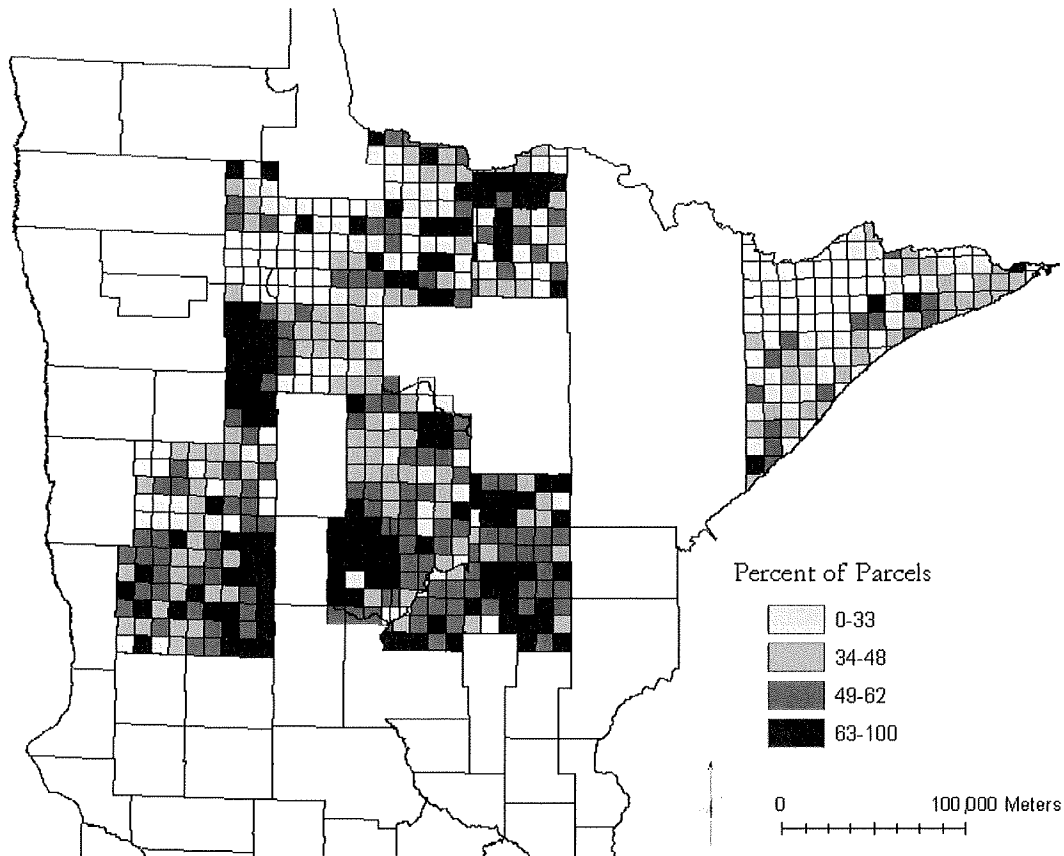 Percent of Parcels
0-33
34-48
49-62
63-100
0 100,000 Meters